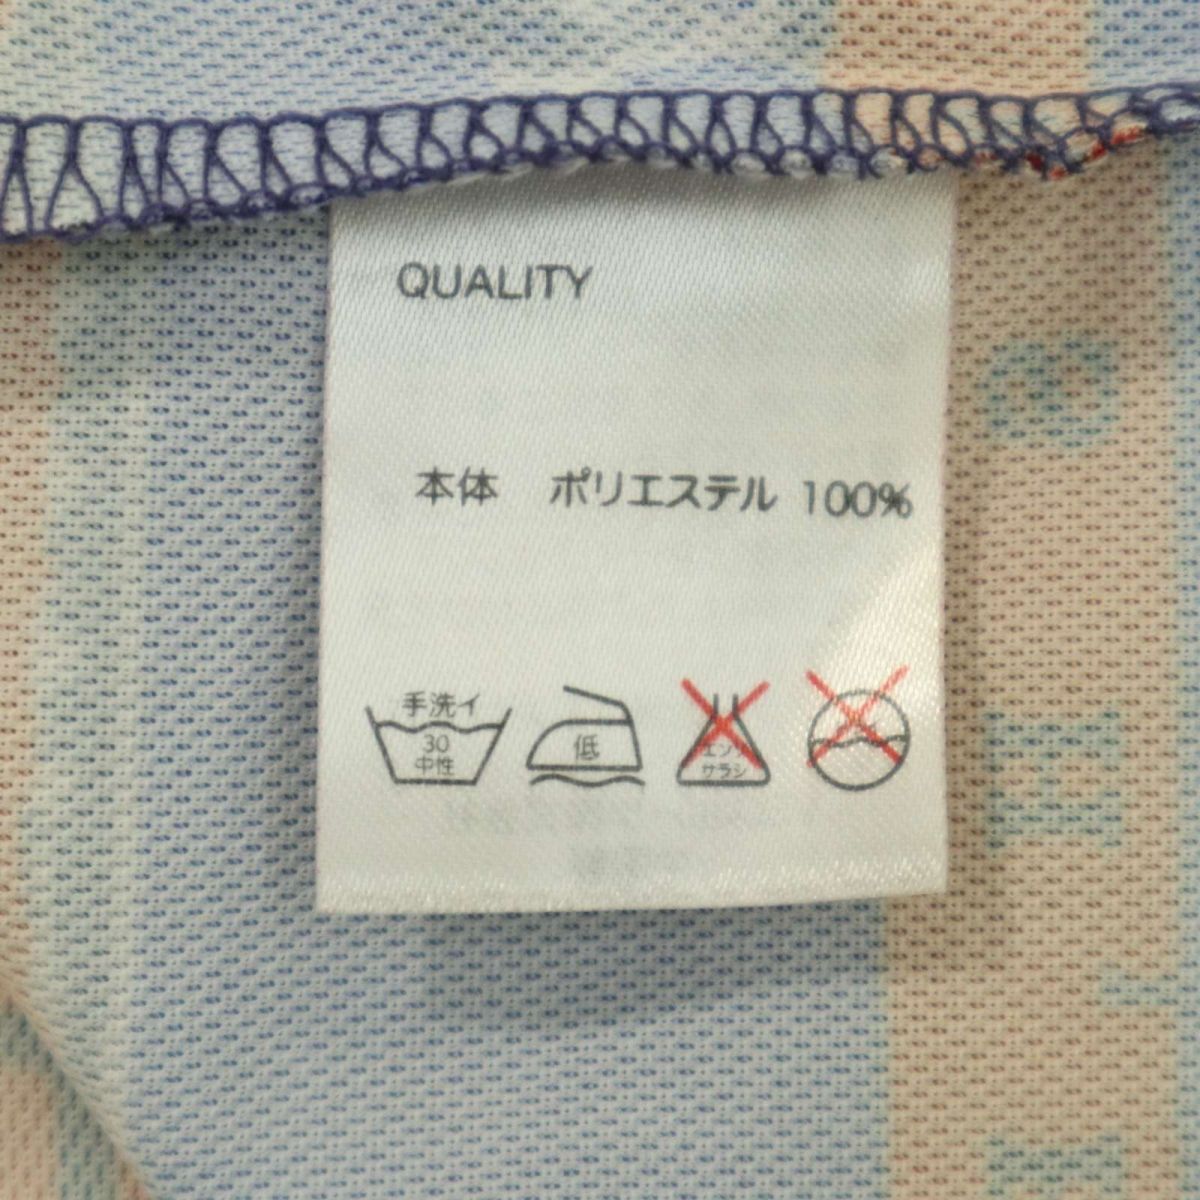 QUALITY
本体 ポリエステル 100%
手洗イ
30
中性
低
エンソ
サラシ